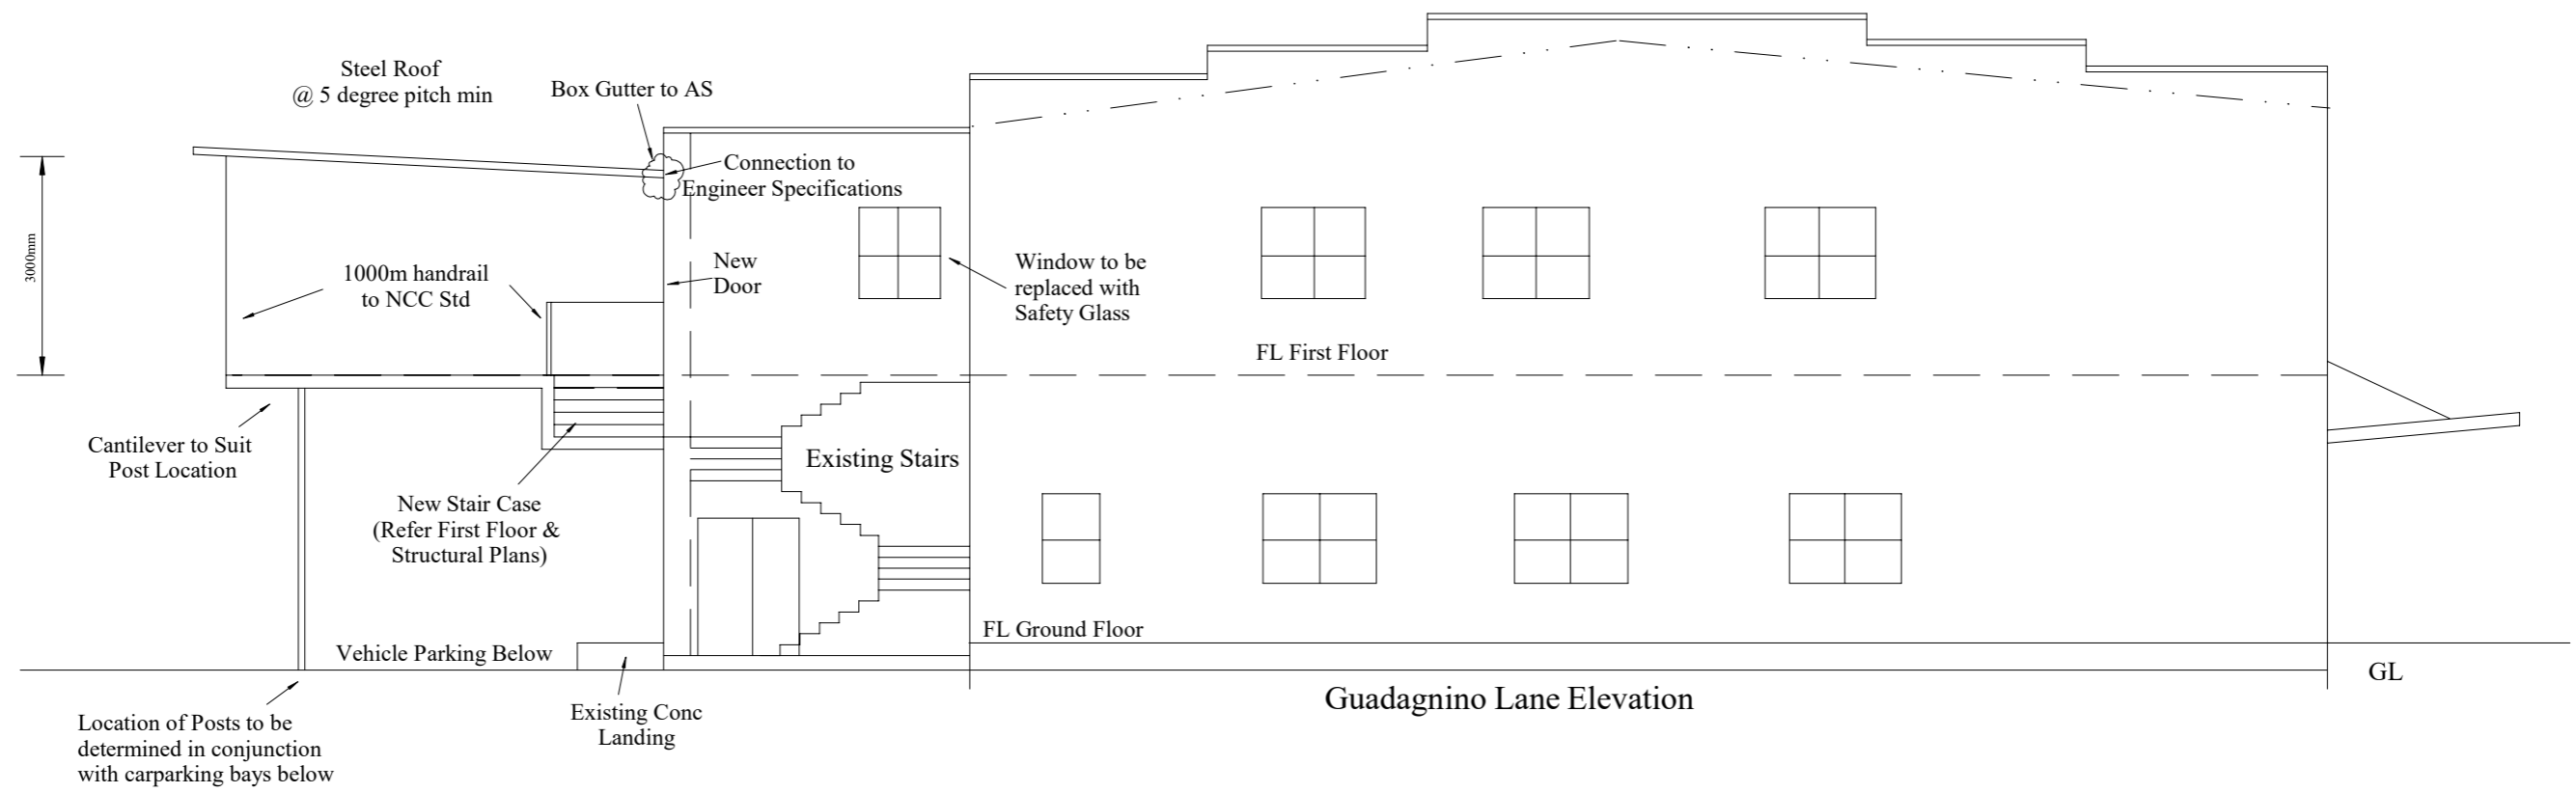 Steel Roof
@ 5 degree pitch min
Box Gutter to AS
Connection to
Engineer Specifications
3000mm
1000m handrail
to NCC Std
New
Door
Window to be
replaced with
Safety Glass
FL First Floor
Cantilever to Suit
Post Location
Existing Stairs
New Stair Case
(Refer First Floor &
Structural Plans)
FL Ground Floor
Vehicle Parking Below
GL
Guadagnino Lane Elevation
Existing Conc
Landing
Location of Posts to be
determined in conjunction
with carparking bays below